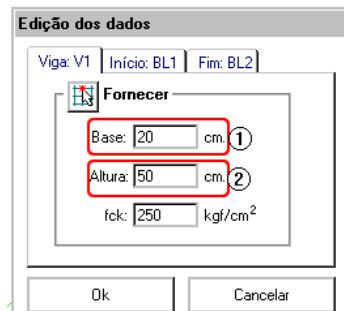 Edição dos dados
Viga: V1 Início: BL1 Fim: BL2
Fornecer
Base: 20 cm. 1
Altura: 50 cm. 2
fck: 250 kgf/cm²
Ok Cancelar